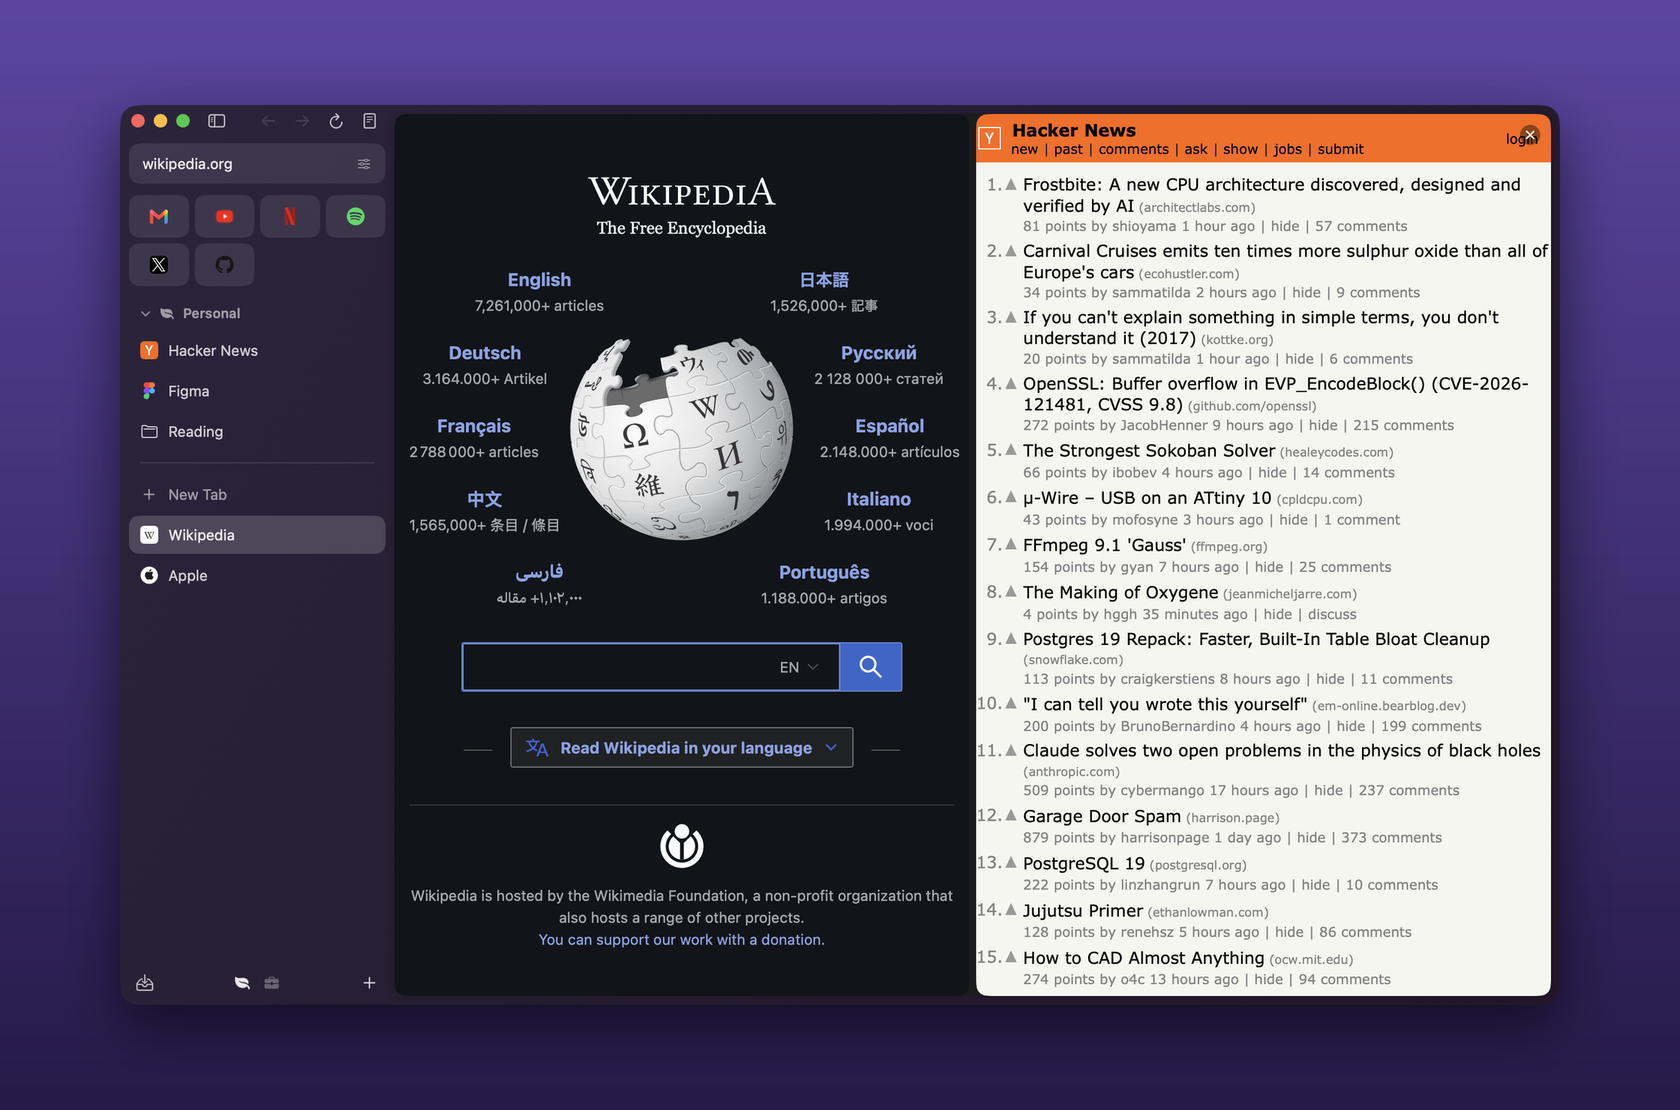 wikipedia.org
Personal
Hacker News
Figma
Reading
New Tab
W Wikipedia
Apple
WIKIPEDIA
The Free Encyclopedia
English
7,261,000+ articles
日本語
1,526,000+ 記事
Deutsch
3.164.000+ Artikel
Русский
2 128 000+ статей
Français
2 788 000+ articles
Español
2.148.000+ artículos
中文
1,565,000+ 条目 / 條目
Italiano
1.994.000+ voci
فارسی
۱٬۱۰۲٬۰۰۰+ مقاله
Português
1.188.000+ artigos
Ω W И 維 ウィ 7
EN
Read Wikipedia in your language
Wikipedia is hosted by the Wikimedia Foundation, a non-profit organization that
also hosts a range of other projects.
You can support our work with a donation.
Y Hacker News
new | past | comments | ask | show | jobs | submit
login
1. Frostbite: A new CPU architecture discovered, designed and
verified by AI (architectlabs.com)
81 points by shioyama 1 hour ago | hide | 57 comments
2. Carnival Cruises emits ten times more sulphur oxide than all of
Europe's cars (ecohustler.com)
34 points by sammatilda 2 hours ago | hide | 9 comments
3. If you can't explain something in simple terms, you don't
understand it (2017) (kottke.org)
20 points by sammatilda 1 hour ago | hide | 6 comments
4. OpenSSL: Buffer overflow in EVP_EncodeBlock() (CVE-2026-
121481, CVSS 9.8) (github.com/openssl)
272 points by JacobHenner 9 hours ago | hide | 215 comments
5. The Strongest Sokoban Solver (healeycodes.com)
66 points by ibobev 4 hours ago | hide | 14 comments
6. μ-Wire – USB on an ATtiny 10 (cpldcpu.com)
43 points by mofosyne 3 hours ago | hide | 1 comment
7. FFmpeg 9.1 'Gauss' (ffmpeg.org)
154 points by gyan 7 hours ago | hide | 25 comments
8. The Making of Oxygene (jeanmicheljarre.com)
4 points by hggh 35 minutes ago | hide | discuss
9. Postgres 19 Repack: Faster, Built-In Table Bloat Cleanup
(snowflake.com)
113 points by craigkerstiens 8 hours ago | hide | 11 comments
10. "I can tell you wrote this yourself" (em-online.bearblog.dev)
200 points by BrunoBernardino 4 hours ago | hide | 199 comments
11. Claude solves two open problems in the physics of black holes
(anthropic.com)
509 points by cybermango 17 hours ago | hide | 237 comments
12. Garage Door Spam (harrison.page)
879 points by harrisonpage 1 day ago | hide | 373 comments
13. PostgreSQL 19 (postgresql.org)
222 points by linzhangrun 7 hours ago | hide | 10 comments
14. Jujutsu Primer (ethanlowman.com)
128 points by renehsz 5 hours ago | hide | 86 comments
15. How to CAD Almost Anything (ocw.mit.edu)
274 points by o4c 13 hours ago | hide | 94 comments